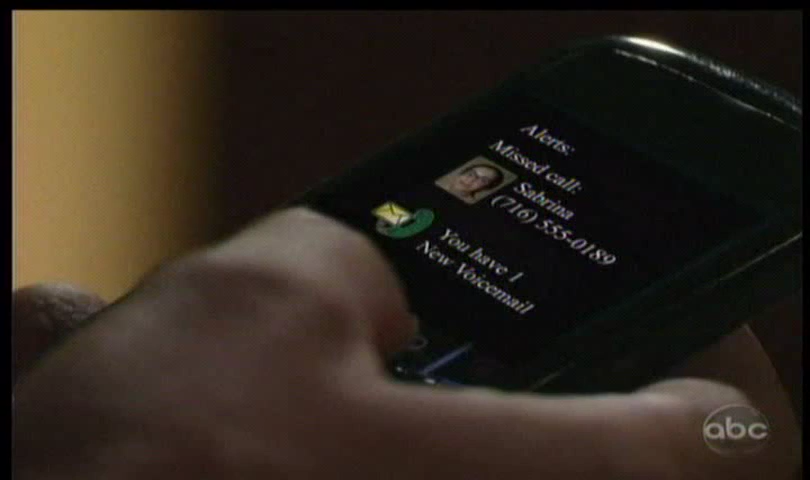 Alerts:
Missed call:
Sabrina
(716) 555-0189
You have 1
New Voicemail
abc